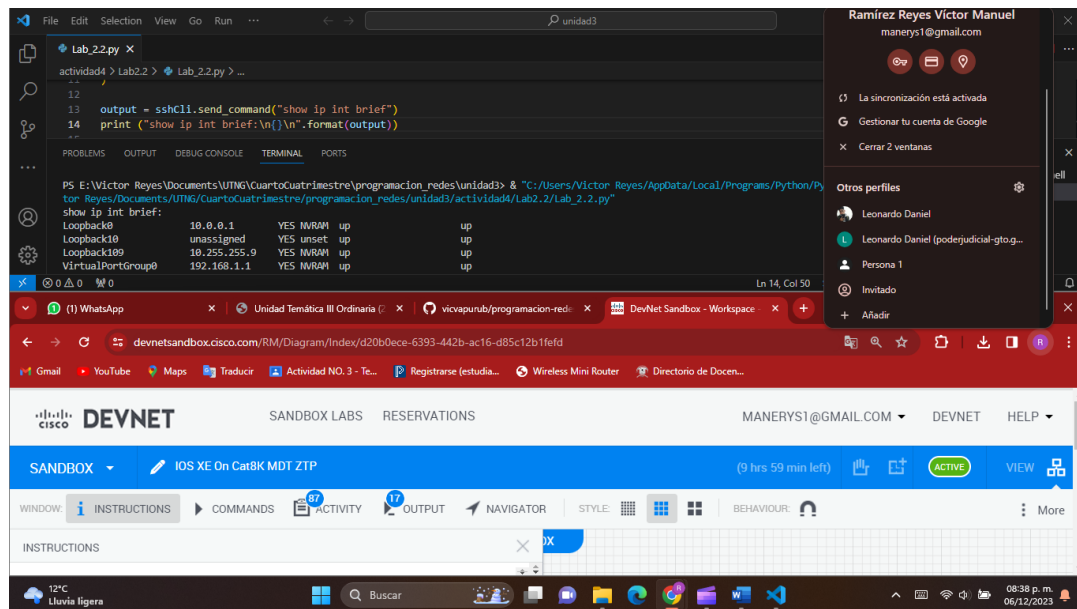 File Edit Selection View Go Run ··· unidad3
Lab_2.2.py
actividad4 > Lab2.2 > Lab_2.2.py > ...
12
13 output = sshCli.send_command("show ip int brief")
14 print ("show ip int brief:\n{}\n".format(output))
PROBLEMS OUTPUT DEBUG CONSOLE TERMINAL PORTS
PS E:\Victor Reyes\Documents\UTNG\CuartoCuatrimestre\programacion_redes\unidad3> & "C:/Users/Victor Reyes/AppData/Local/Programs/Python/Py
tor Reyes/Documents/UTNG/CuartoCuatrimestre/programacion_redes/unidad3/actividad4/Lab2.2/Lab_2.2.py"
show ip int brief:
Loopback0 10.0.0.1 YES NVRAM up up
Loopback10 unassigned YES unset up up
Loopback109 10.255.255.9 YES NVRAM up up
VirtualPortGroup0 192.168.1.1 YES NVRAM up up
0 0 0 Ln 14, Col 50
Ramírez Reyes Víctor Manuel
manerys1@gmail.com
La sincronización está activada
Gestionar tu cuenta de Google
Cerrar 2 ventanas
Otros perfiles
Leonardo Daniel
L Leonardo Daniel (poderjudicial-gto.g...
Persona 1
Invitado
Añadir
(1) WhatsApp Unidad Temática III Ordinaria (2 vicvapurub/programacion-rede DevNet Sandbox - Workspace -
devnetsandbox.cisco.com/RM/Diagram/Index/d20b0ece-6393-442b-ac16-d85c12b1fefd R
Gmail YouTube Maps Traducir Actividad NO. 3 - Te... Registrarse (estudia... Wireless Mini Router Directorio de Docen...
cisco DEVNET SANDBOX LABS RESERVATIONS MANERYS1@GMAIL.COM DEVNET HELP
SANDBOX IOS XE On Cat8K MDT ZTP (9 hrs 59 min left) ACTIVE VIEW
WINDOW: INSTRUCTIONS COMMANDS 87 ACTIVITY 17 OUTPUT NAVIGATOR STYLE: BEHAVIOUR: More
INSTRUCTIONS
12°C
Lluvia ligera
Buscar
08:38 p. m.
06/12/2023